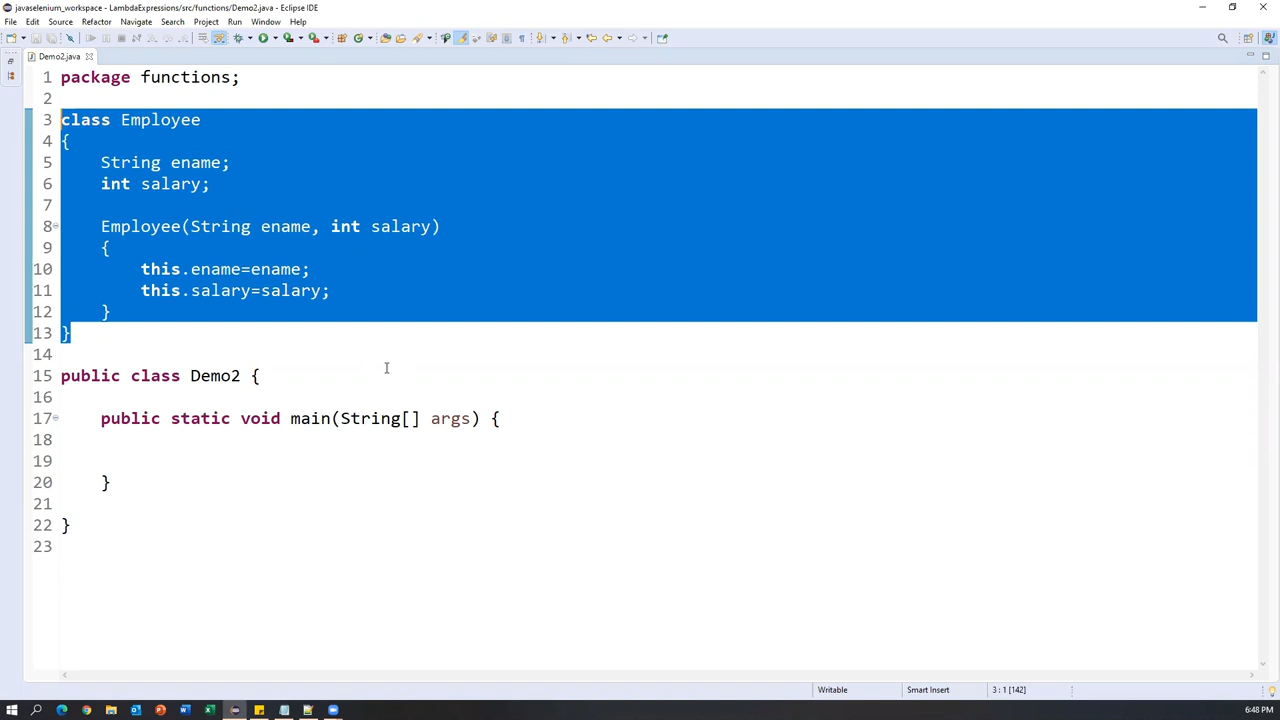 javaselenium_workspace - LambdaExpressions/src/functions/Demo2.java - Eclipse IDE
File Edit Source Refactor Navigate Search Project Run Window Help
Demo2.java
1 package functions;
2
3 class Employee
4 {
5 String ename;
6 int salary;
7
8 Employee(String ename, int salary)
9 {
10 this.ename=ename;
11 this.salary=salary;
12 }
13 }
14
15 public class Demo2 {
16
17 public static void main(String[] args) {
18
19
20 }
21
22 }
23
Writable Smart Insert 3 : 1 [142]
6:48 PM